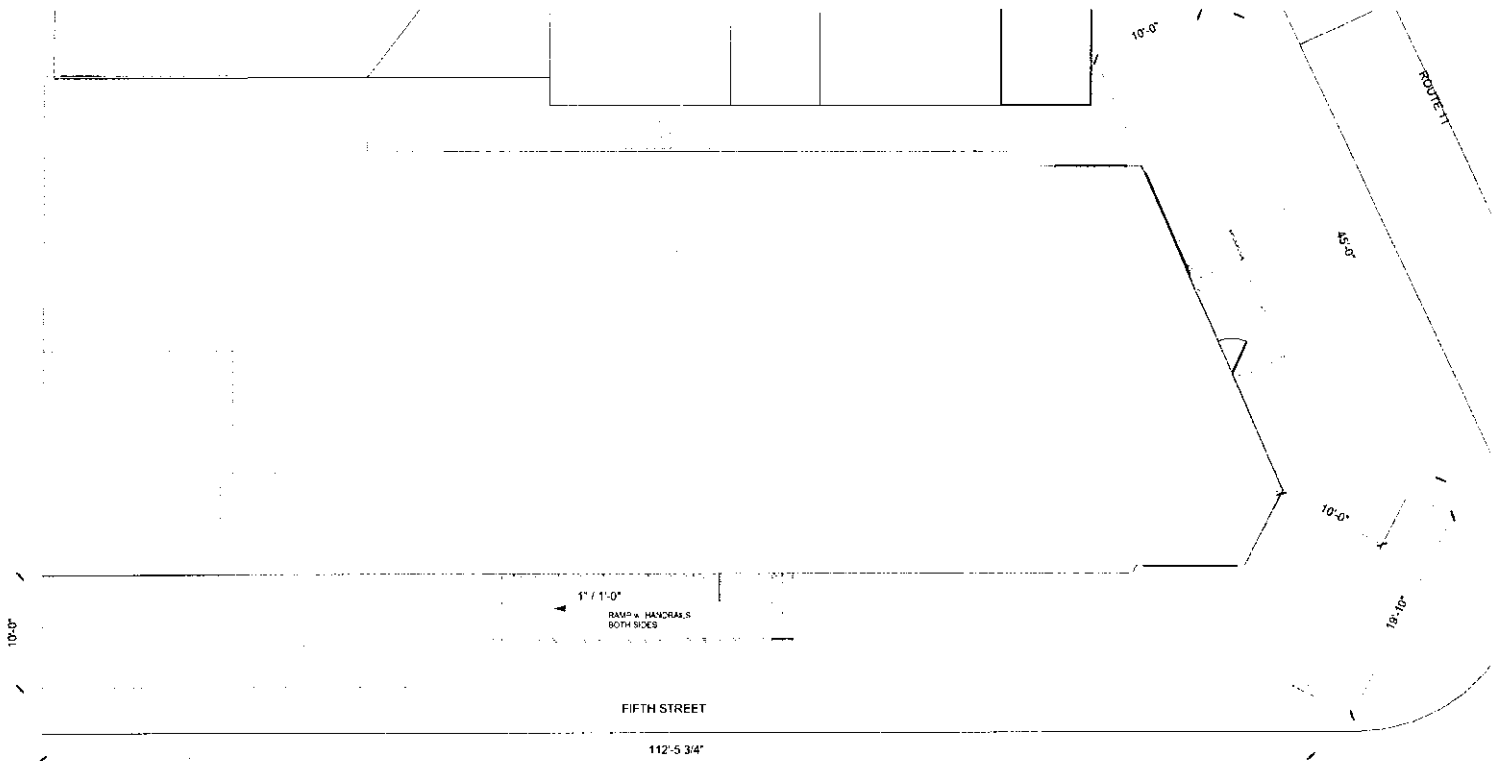 10'-0"
ROUTE 11
45'-0"
10'-0"
1" / 1'-0"
RAMP w. HANDRAILS
BOTH SIDES
19'-10"
10'-0"
FIFTH STREET
112'-5 3/4"